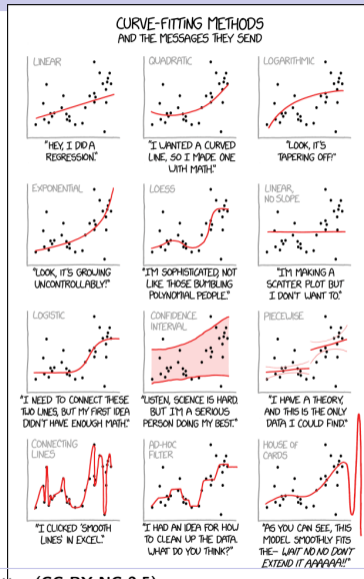 CURVE-FITTING METHODS
AND THE MESSAGES THEY SEND
LINEAR
"HEY, I DID A
REGRESSION."
QUADRATIC
"I WANTED A CURVED
LINE, SO I MADE ONE
WITH MATH."
LOGARITHMIC
"LOOK, IT'S
TAPERING OFF!"
EXPONENTIAL
"LOOK, IT'S GROWING
UNCONTROLLABLY!"
LOESS
"I'M SOPHISTICATED, NOT
LIKE THOSE BUMBLING
POLYNOMIAL PEOPLE."
LINEAR,
NO SLOPE
"I'M MAKING A
SCATTER PLOT BUT
I DON'T WANT TO."
LOGISTIC
"I NEED TO CONNECT THESE
TWO LINES, BUT MY FIRST IDEA
DIDN'T HAVE ENOUGH MATH."
CONFIDENCE
INTERVAL
"LISTEN, SCIENCE IS HARD.
BUT I'M A SERIOUS
PERSON DOING MY BEST."
PIECEWISE
"I HAVE A THEORY,
AND THIS IS THE ONLY
DATA I COULD FIND."
CONNECTING
LINES
"I CLICKED 'SMOOTH
LINES' IN EXCEL."
AD-HOC
FILTER
"I HAD AN IDEA FOR HOW
TO CLEAN UP THE DATA.
WHAT DO YOU THINK?"
HOUSE OF
CARDS
"AS YOU CAN SEE, THIS
MODEL SMOOTHLY FITS
THE- WAIT NO NO DON'T
EXTEND IT AAAAAA!!"